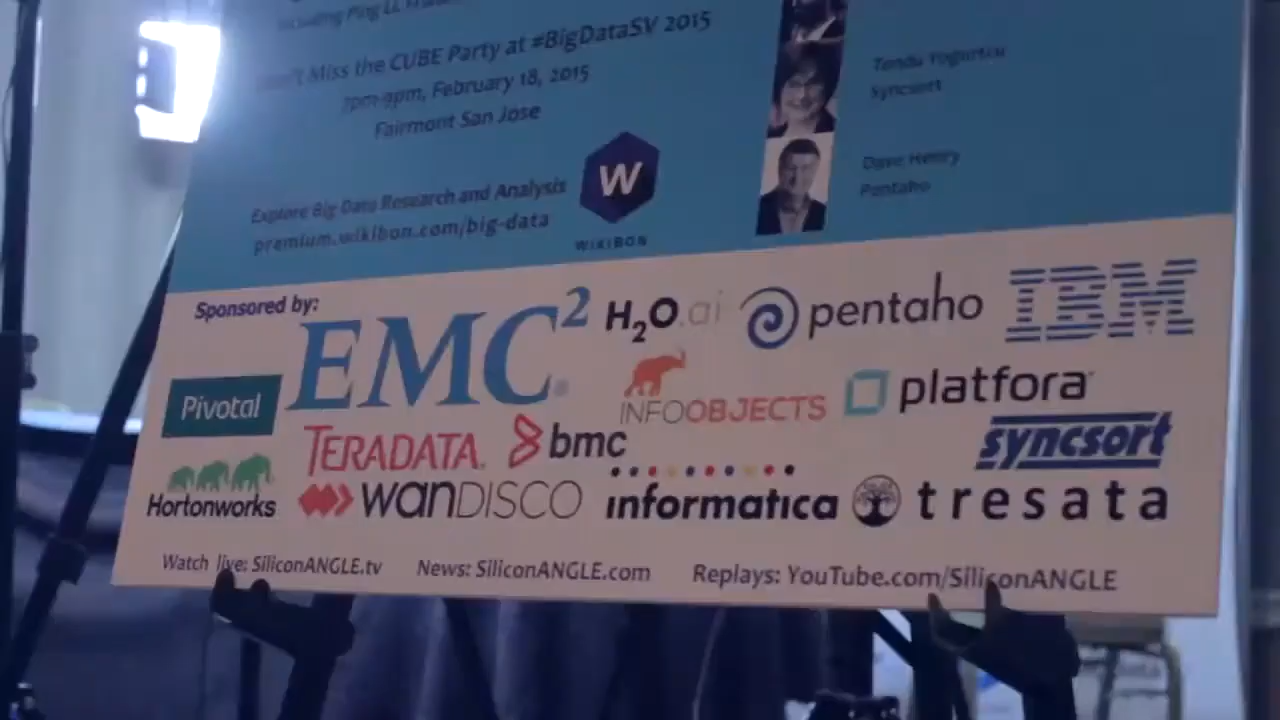 Including Ping Li,
Miss the CUBE Party at #BigDataSV 2015
7pm-9pm, February 18, 2015
Fairmont San Jose
Explore Big Data Research and Analysis
premium.wikibon.com/big-data
W
WIKIBON
Tendu Yogurtcu
Syncsort
Dave Henry
Pentaho
Sponsored by:
EMC²
H2O.ai
pentaho
IBM
Pivotal
INFOOBJECTS
platfora
TERADATA
bmc
syncsort
Hortonworks
WANDISCO
informatica
tresata
Watch live: SiliconANGLE.tv
News: SiliconANGLE.com
Replays: YouTube.com/SiliconANGLE